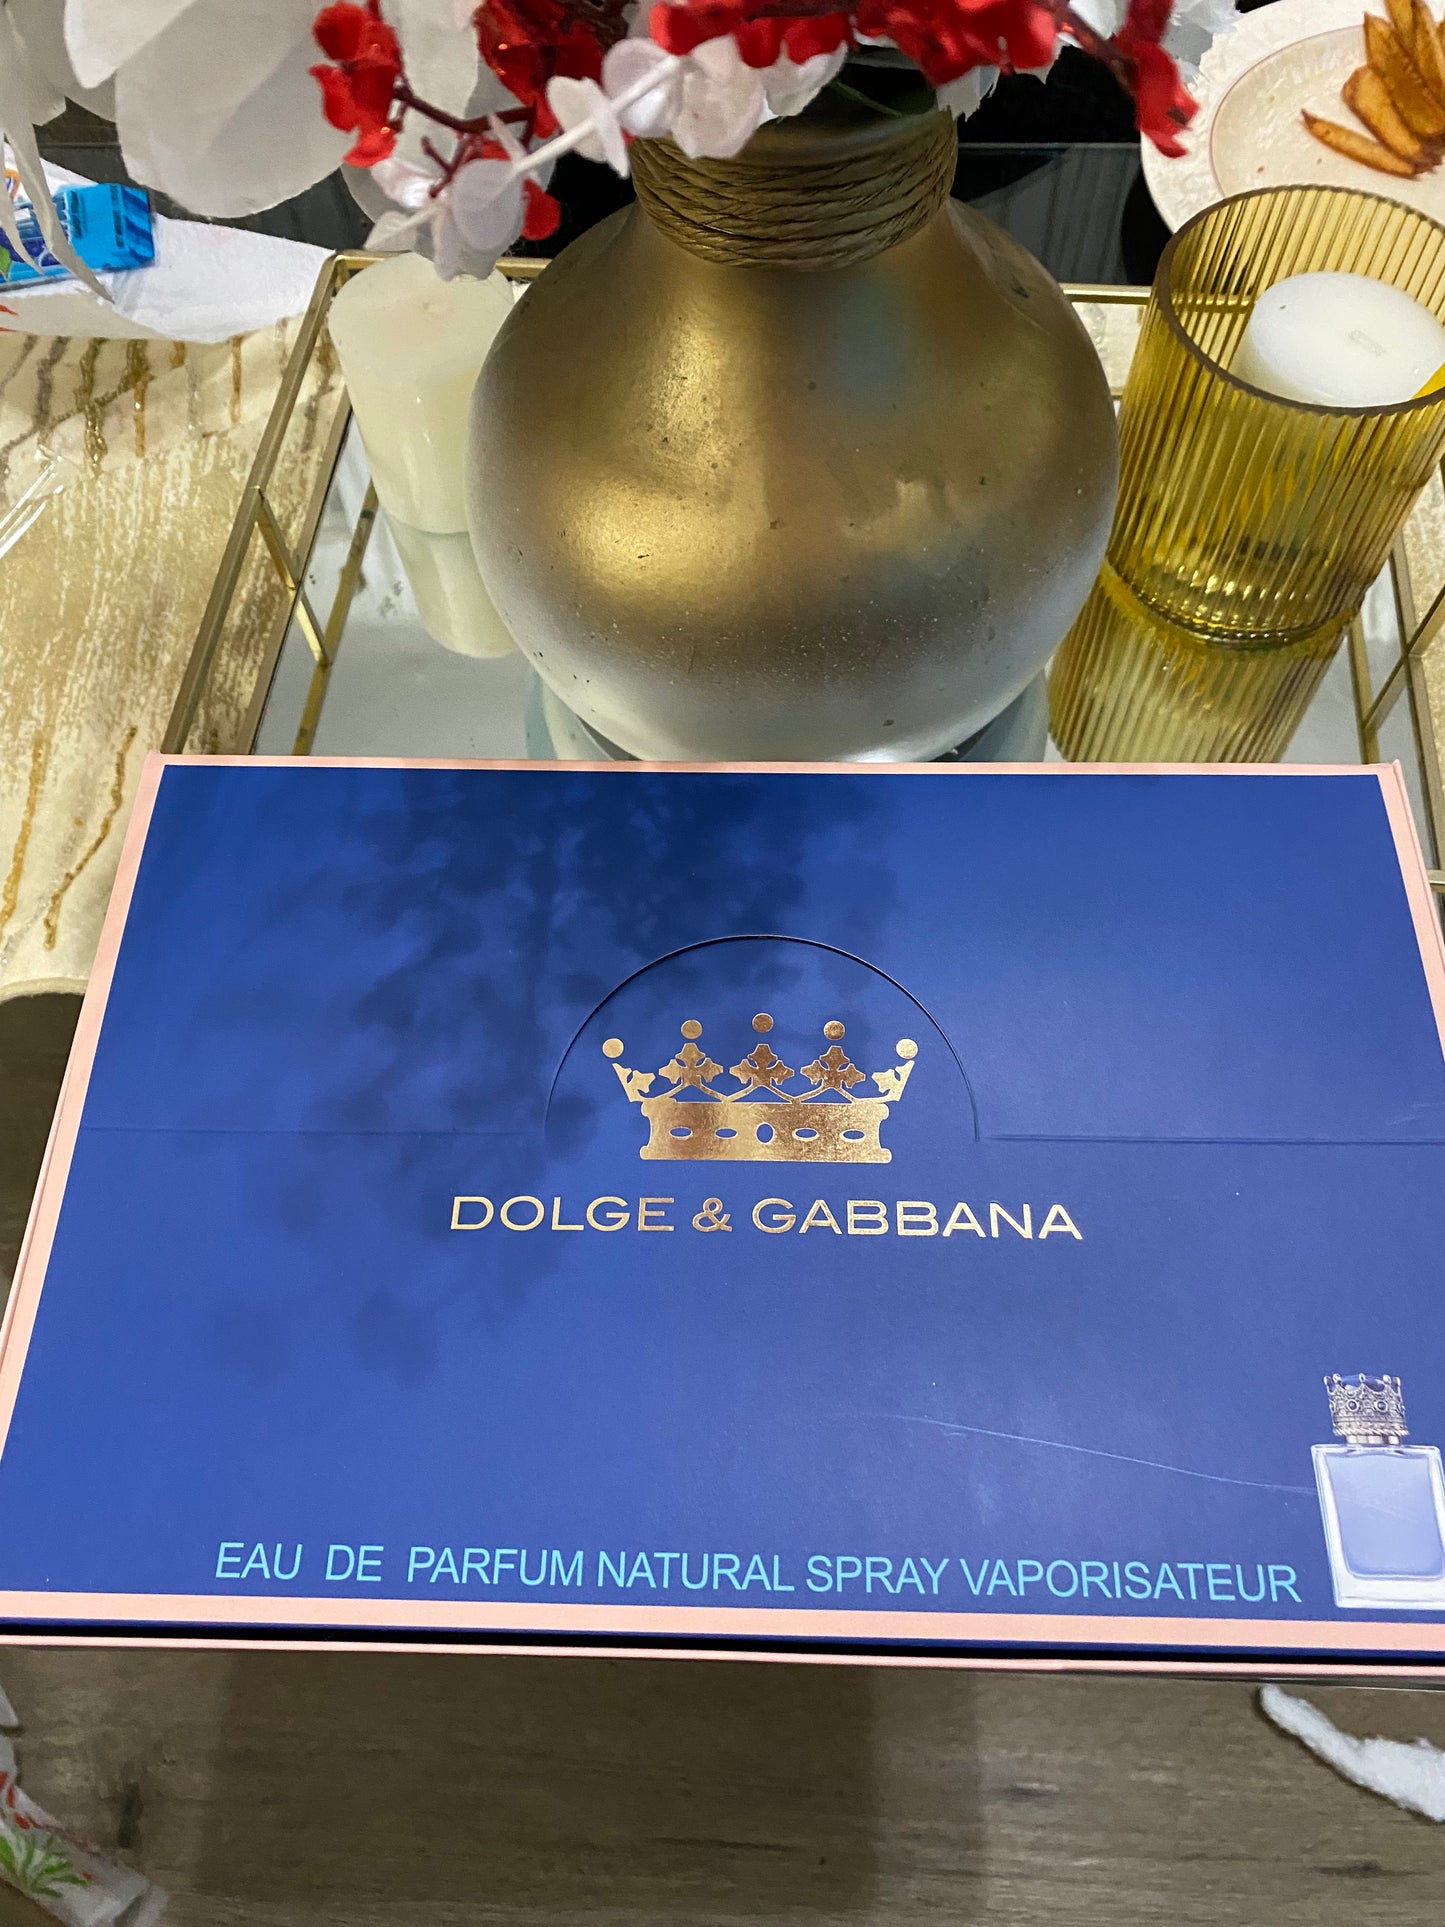 DOLGE & GABBANA
EAU DE PARFUM NATURAL SPRAY VAPORISATEUR